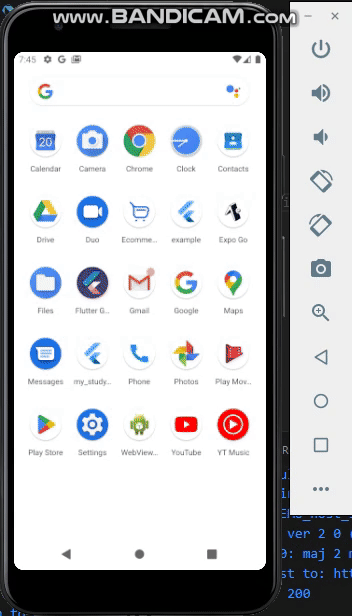 www.BANDICAM.com
7:45
20
Calendar
Camera
Chrome
Clock
Contacts
Drive
Duo
Ecomme...
example
Expo Go
Files
Flutter G...
Gmail
Google
Maps
Messages
my_study...
Phone
Photos
Play Mov...
Play Store
Settings
WebView...
YouTube
YT Music
ver 2 0
0: maj 2
st to: htt
200